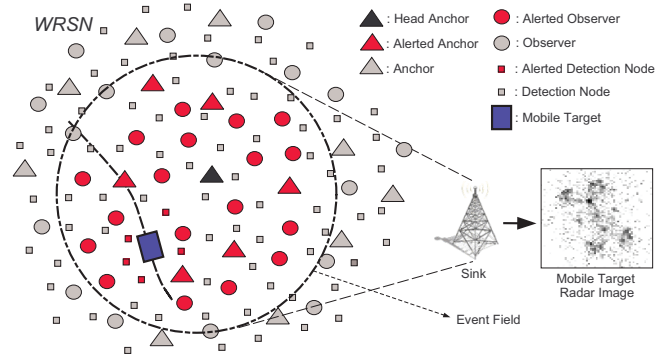 WRSN
: Head Anchor
: Alerted Anchor
: Anchor
: Alerted Observer
: Observer
: Alerted Detection Node
: Detection Node
: Mobile Target
Sink
Mobile Target
Radar Image
Event Field